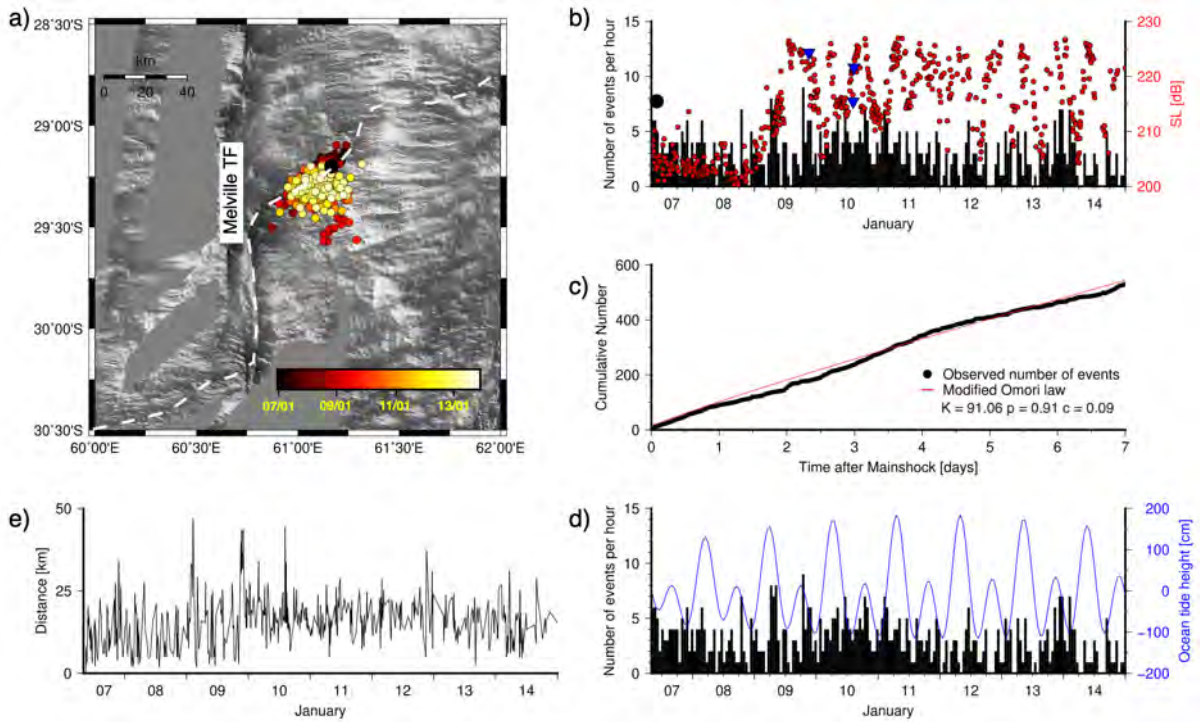 a)
28°30'S
29°00'S
29°30'S
30°00'S
30°30'S
60°00'E
60°30'E
61°00'E
61°30'E
62°00'E
km
0 20 40
Melville TF
07/01 09/01 11/01 13/01
b)
Number of events per hour
15
10
5
0
230
220
210
200
SL [dB]
07 08 09 10 11 12 13 14
January
c)
Cumulative Number
600
400
200
0
Observed number of events
Modified Omori law
K = 91.06 p = 0.91 c = 0.09
0 1 2 3 4 5 6 7
Time after Mainshock [days]
e)
Distance [km]
50
25
0
07 08 09 10 11 12 13 14
January
d)
Number of events per hour
15
10
5
0
200
100
0
−100
−200
Ocean tide height [cm]
07 08 09 10 11 12 13 14
January